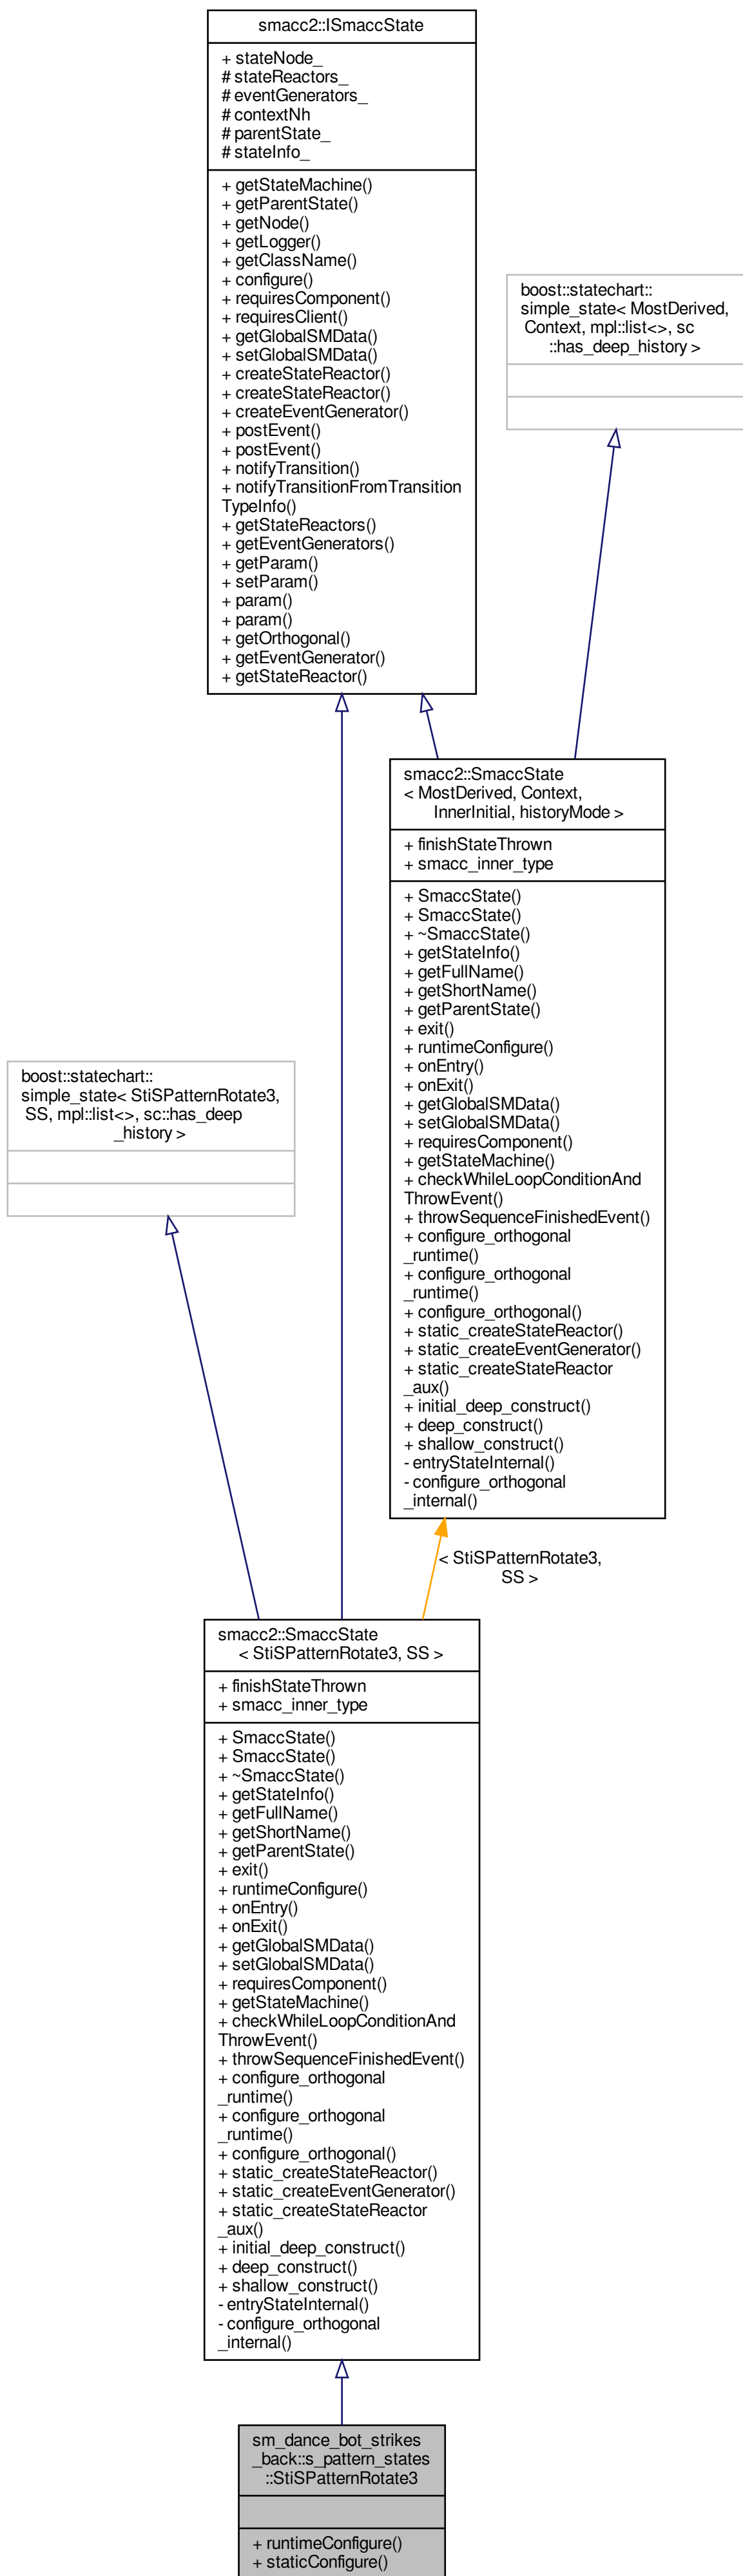 smacc2::ISmaccState
+ stateNode_
# stateReactors_
# eventGenerators_
# contextNh
# parentState_
# stateInfo_
+ getStateMachine()
+ getParentState()
+ getNode()
+ getLogger()
+ getClassName()
+ configure()
+ requiresComponent()
+ requiresClient()
+ getGlobalSMData()
+ setGlobalSMData()
+ createStateReactor()
+ createStateReactor()
+ createEventGenerator()
+ postEvent()
+ postEvent()
+ notifyTransition()
+ notifyTransitionFromTransition
TypeInfo()
+ getStateReactors()
+ getEventGenerators()
+ getParam()
+ setParam()
+ param()
+ param()
+ getOrthogonal()
+ getEventGenerator()
+ getStateReactor()
boost::statechart::
simple_state< MostDerived,
Context, mpl::list<>, sc
::has_deep_history >
smacc2::SmaccState
< MostDerived, Context,
InnerInitial, historyMode >
+ finishStateThrown
+ smacc_inner_type
+ SmaccState()
+ SmaccState()
+ ~SmaccState()
+ getStateInfo()
+ getFullName()
+ getShortName()
+ getParentState()
+ exit()
+ runtimeConfigure()
+ onEntry()
+ onExit()
+ getGlobalSMData()
+ setGlobalSMData()
+ requiresComponent()
+ getStateMachine()
+ checkWhileLoopConditionAnd
ThrowEvent()
+ throwSequenceFinishedEvent()
+ configure_orthogonal
_runtime()
+ configure_orthogonal
_runtime()
+ configure_orthogonal()
+ static_createStateReactor()
+ static_createEventGenerator()
+ static_createStateReactor
_aux()
+ initial_deep_construct()
+ deep_construct()
+ shallow_construct()
- entryStateInternal()
- configure_orthogonal
_internal()
boost::statechart::
simple_state< StiSPatternRotate3,
SS, mpl::list<>, sc::has_deep
_history >
< StiSPatternRotate3,
SS >
smacc2::SmaccState
< StiSPatternRotate3, SS >
+ finishStateThrown
+ smacc_inner_type
+ SmaccState()
+ SmaccState()
+ ~SmaccState()
+ getStateInfo()
+ getFullName()
+ getShortName()
+ getParentState()
+ exit()
+ runtimeConfigure()
+ onEntry()
+ onExit()
+ getGlobalSMData()
+ setGlobalSMData()
+ requiresComponent()
+ getStateMachine()
+ checkWhileLoopConditionAnd
ThrowEvent()
+ throwSequenceFinishedEvent()
+ configure_orthogonal
_runtime()
+ configure_orthogonal
_runtime()
+ configure_orthogonal()
+ static_createStateReactor()
+ static_createEventGenerator()
+ static_createStateReactor
_aux()
+ initial_deep_construct()
+ deep_construct()
+ shallow_construct()
- entryStateInternal()
- configure_orthogonal
_internal()
sm_dance_bot_strikes
_back::s_pattern_states
::StiSPatternRotate3
+ runtimeConfigure()
+ staticConfigure()